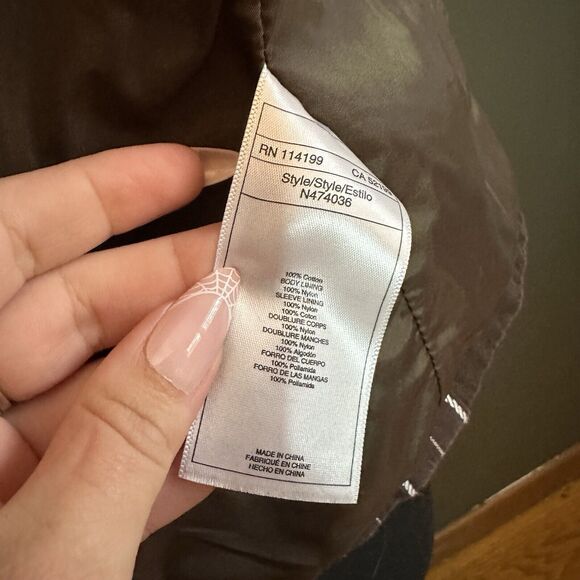 RN 114199 CA
Style/Style/Estilo
N474036
100% Cotton
BODY LINING
100% Nylon
SLEEVE LINING
100% Nylon
100% Coton
DOUBLURE CORPS
100% Nylon
DOUBLURE MANCHES
100% Nylon
100% Algodón
FORRO DEL CUERPO
100% Poliamida
FORRO DE LAS MANGAS
100% Poliamida
MADE IN CHINA
FABRIQUÉ EN CHINE
HECHO EN CHINA